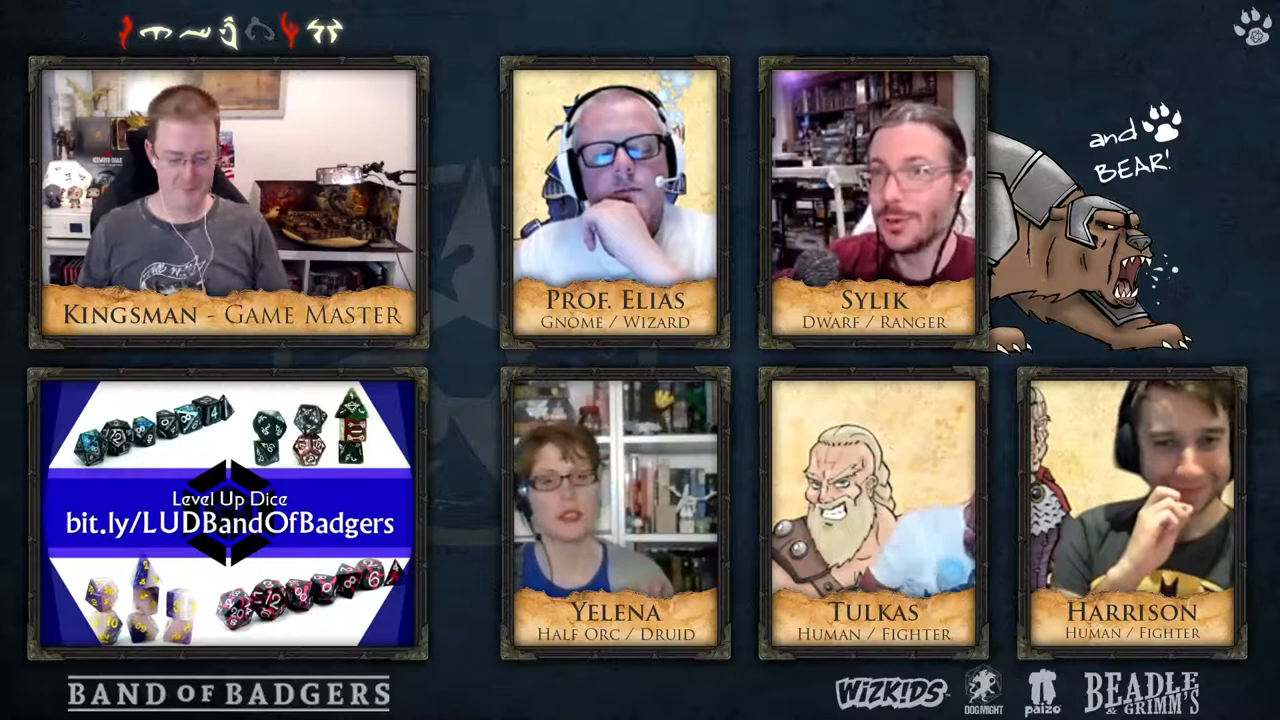 and
BEAR!
KINGSMAN - GAME MASTER
PROF. ELIAS
GNOME / WIZARD
SYLIK
DWARF / RANGER
Level Up Dice
bit.ly/LUDBandOfBadgers
YELENA
HALF ORC / DRUID
TULKAS
HUMAN / FIGHTER
HARRISON
HUMAN / FIGHTER
BAND OF BADGERS
WIZKIDS
DOGMIGHT
paizo
BEADLE
& GRIMM'S